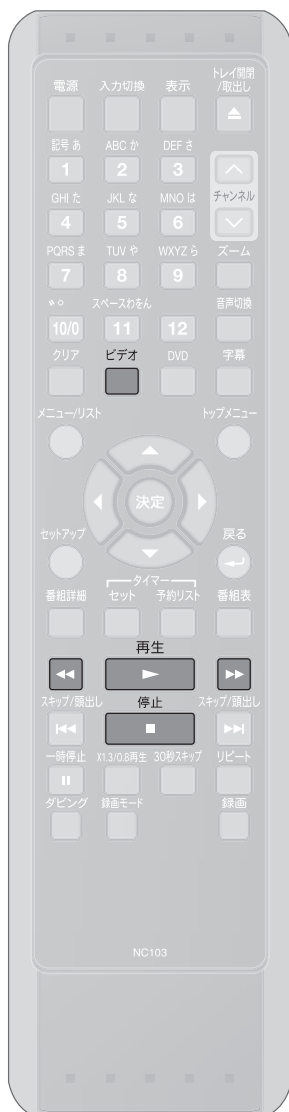 電源 入力切換 表示 トレイ開閉
/取出し
記号 あ ABC か DEF さ
1 2 3
GHI た JKL な MNO は チャンネル
4 5 6
PQRS ま TUV や WXYZ ら ズーム
7 8 9
゛゜ スペースわをん 音声切換
10/0 11 12
クリア ビデオ DVD 字幕
メニュー/リスト トップメニュー
決定
セットアップ 戻る
タイマー
番組詳細 セット 予約リスト 番組表
再生
スキップ/頭出し 停止 スキップ/頭出し
一時停止 X1.3/0.8再生 30秒スキップ リピート
ダビング 録画モード 録画
NC103